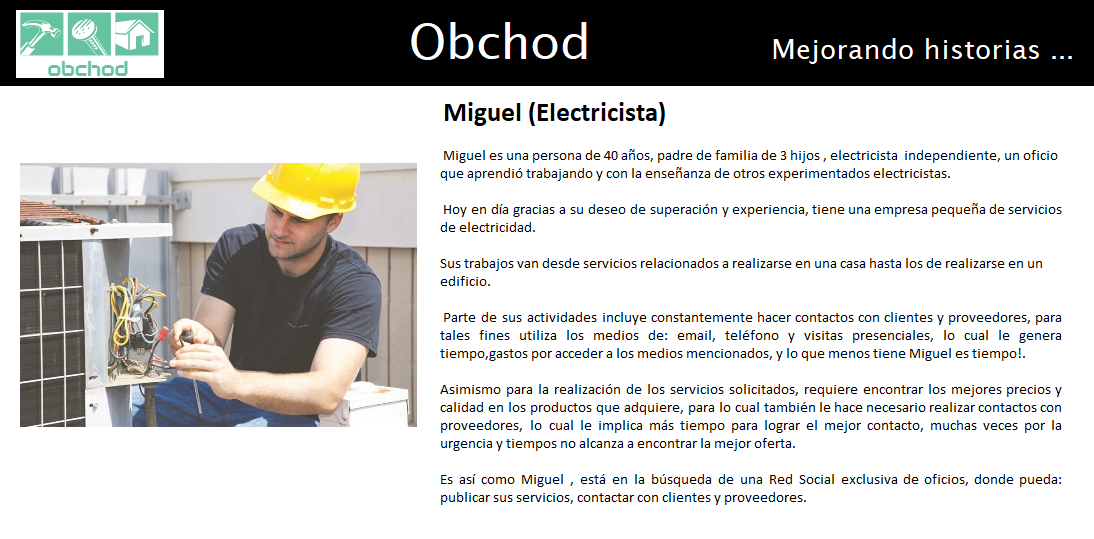 obchod
Obchod
Mejorando historias ...
Miguel (Electricista)
Miguel es una persona de 40 años, padre de familia de 3 hijos , electricista independiente, un oficio
que aprendió trabajando y con la enseñanza de otros experimentados electricistas.
Hoy en día gracias a su deseo de superación y experiencia, tiene una empresa pequeña de servicios
de electricidad.
Sus trabajos van desde servicios relacionados a realizarse en una casa hasta los de realizarse en un
edificio.
Parte de sus actividades incluye constantemente hacer contactos con clientes y proveedores, para
tales fines utiliza los medios de: email, teléfono y visitas presenciales, lo cual le genera
tiempo,gastos por acceder a los medios mencionados, y lo que menos tiene Miguel es tiempo!.
Asimismo para la realización de los servicios solicitados, requiere encontrar los mejores precios y
calidad en los productos que adquiere, para lo cual también le hace necesario realizar contactos con
proveedores, lo cual le implica más tiempo para lograr el mejor contacto, muchas veces por la
urgencia y tiempos no alcanza a encontrar la mejor oferta.
Es así como Miguel , está en la búsqueda de una Red Social exclusiva de oficios, donde pueda:
publicar sus servicios, contactar con clientes y proveedores.